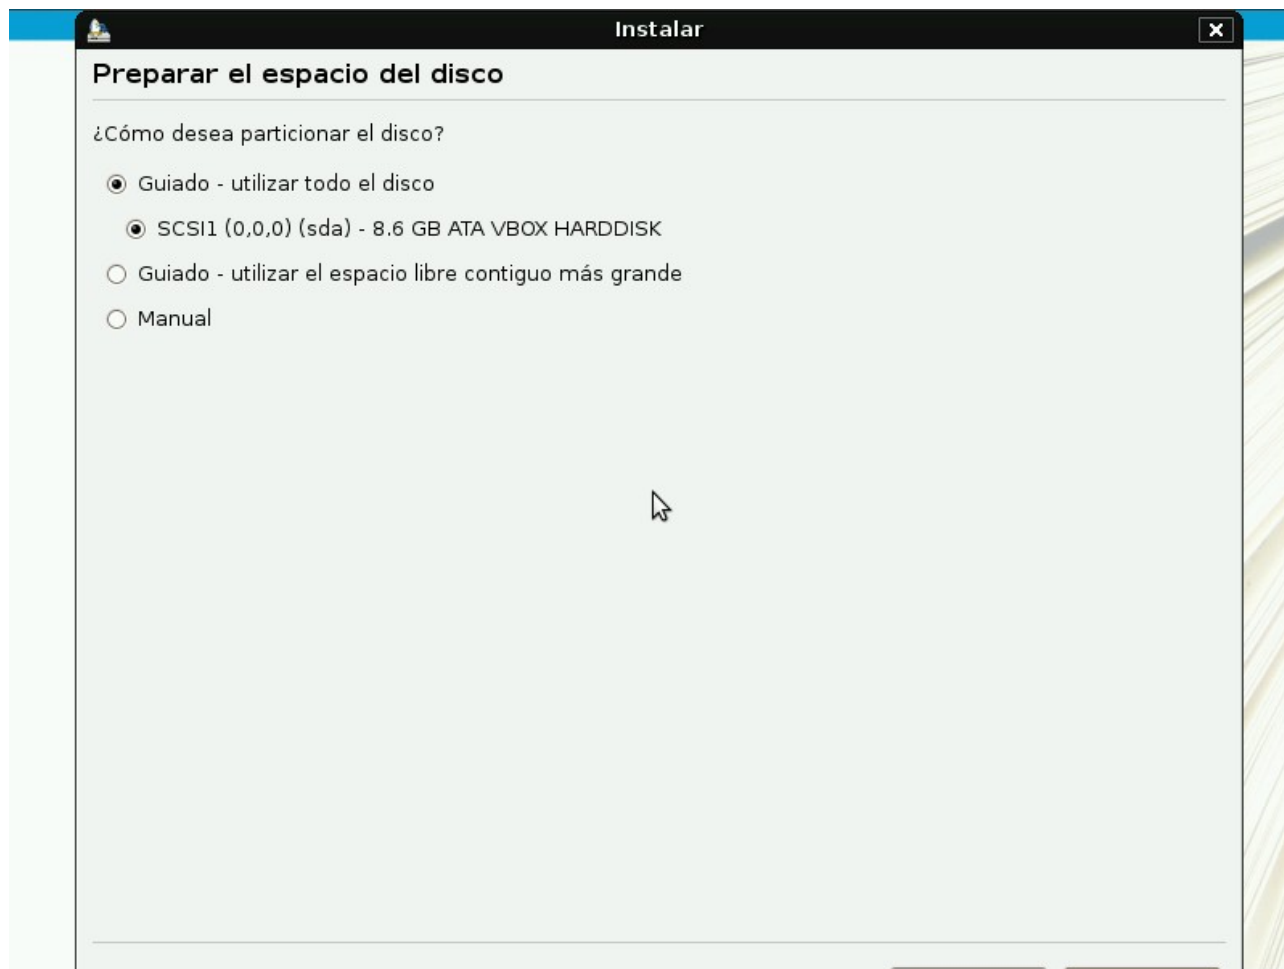 Instalar
Preparar el espacio del disco
¿Cómo desea particionar el disco?
Guiado - utilizar todo el disco
SCSI1 (0,0,0) (sda) - 8.6 GB ATA VBOX HARDDISK
Guiado - utilizar el espacio libre contiguo más grande
Manual